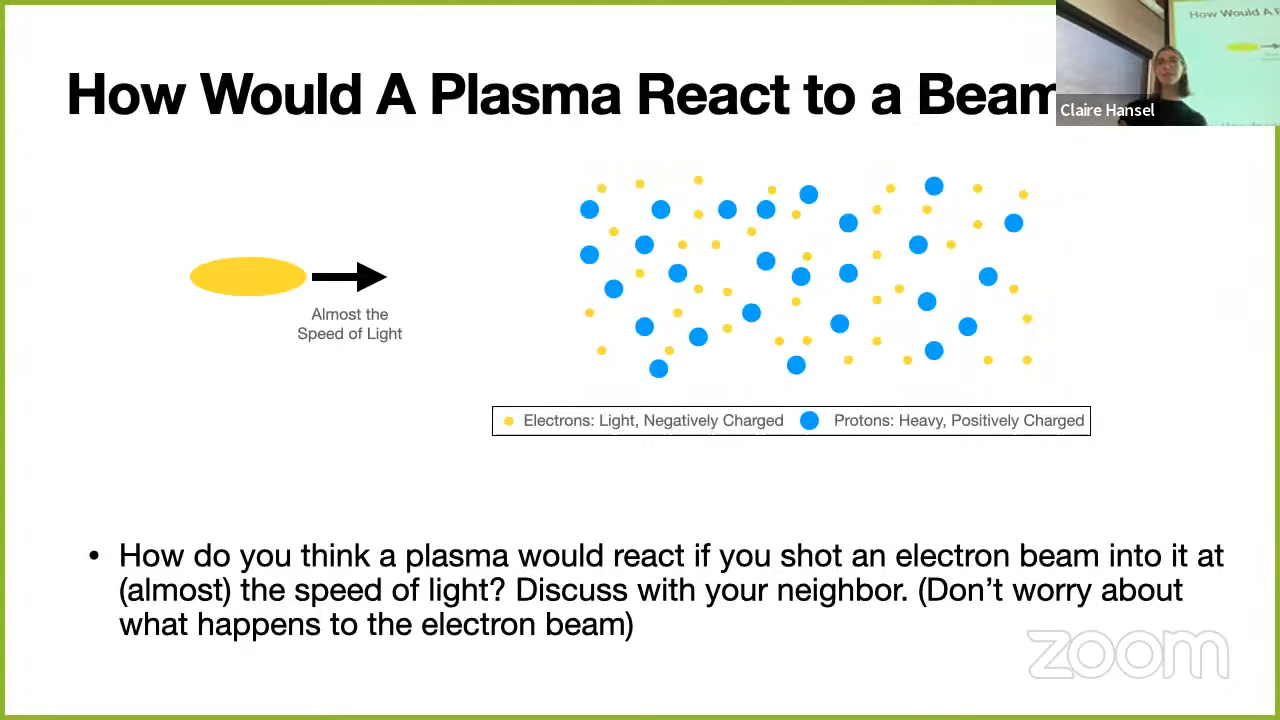 How Would A Plasma React to a Beam
How Would A
Claire Hansel
Almost the
Speed of Light
Electrons: Light, Negatively Charged Protons: Heavy, Positively Charged
• How do you think a plasma would react if you shot an electron beam into it at
(almost) the speed of light? Discuss with your neighbor. (Don’t worry about
what happens to the electron beam)
zoom